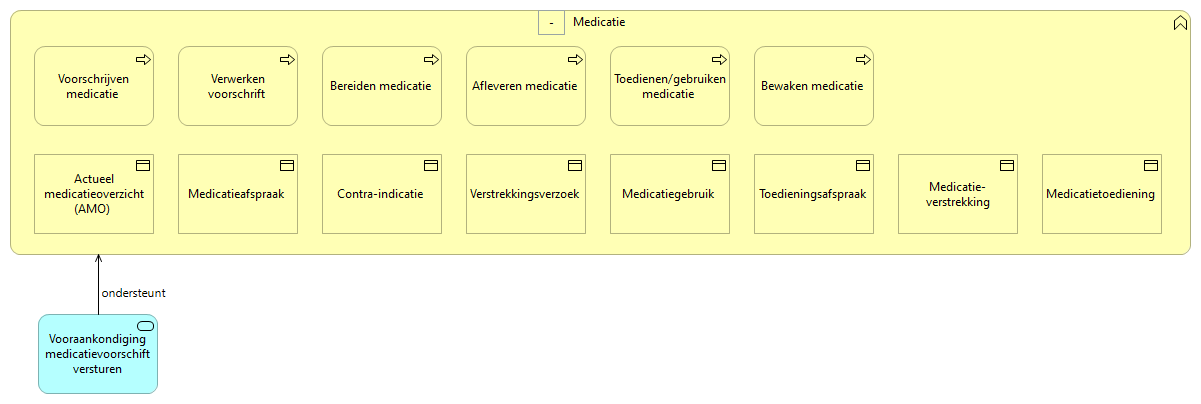 - Medicatie
Voorschrijven
medicatie
Verwerken
voorschrift
Bereiden medicatie
Afleveren medicatie
Toedienen/gebruiken
medicatie
Bewaken medicatie
Actueel
medicatieoverzicht
(AMO)
Medicatieafspraak
Contra-indicatie
Verstrekkingsverzoek
Medicatiegebruik
Toedieningsafspraak
Medicatie-
verstrekking
Medicatietoediening
ondersteunt
Vooraankondiging
medicatievoorschift
versturen